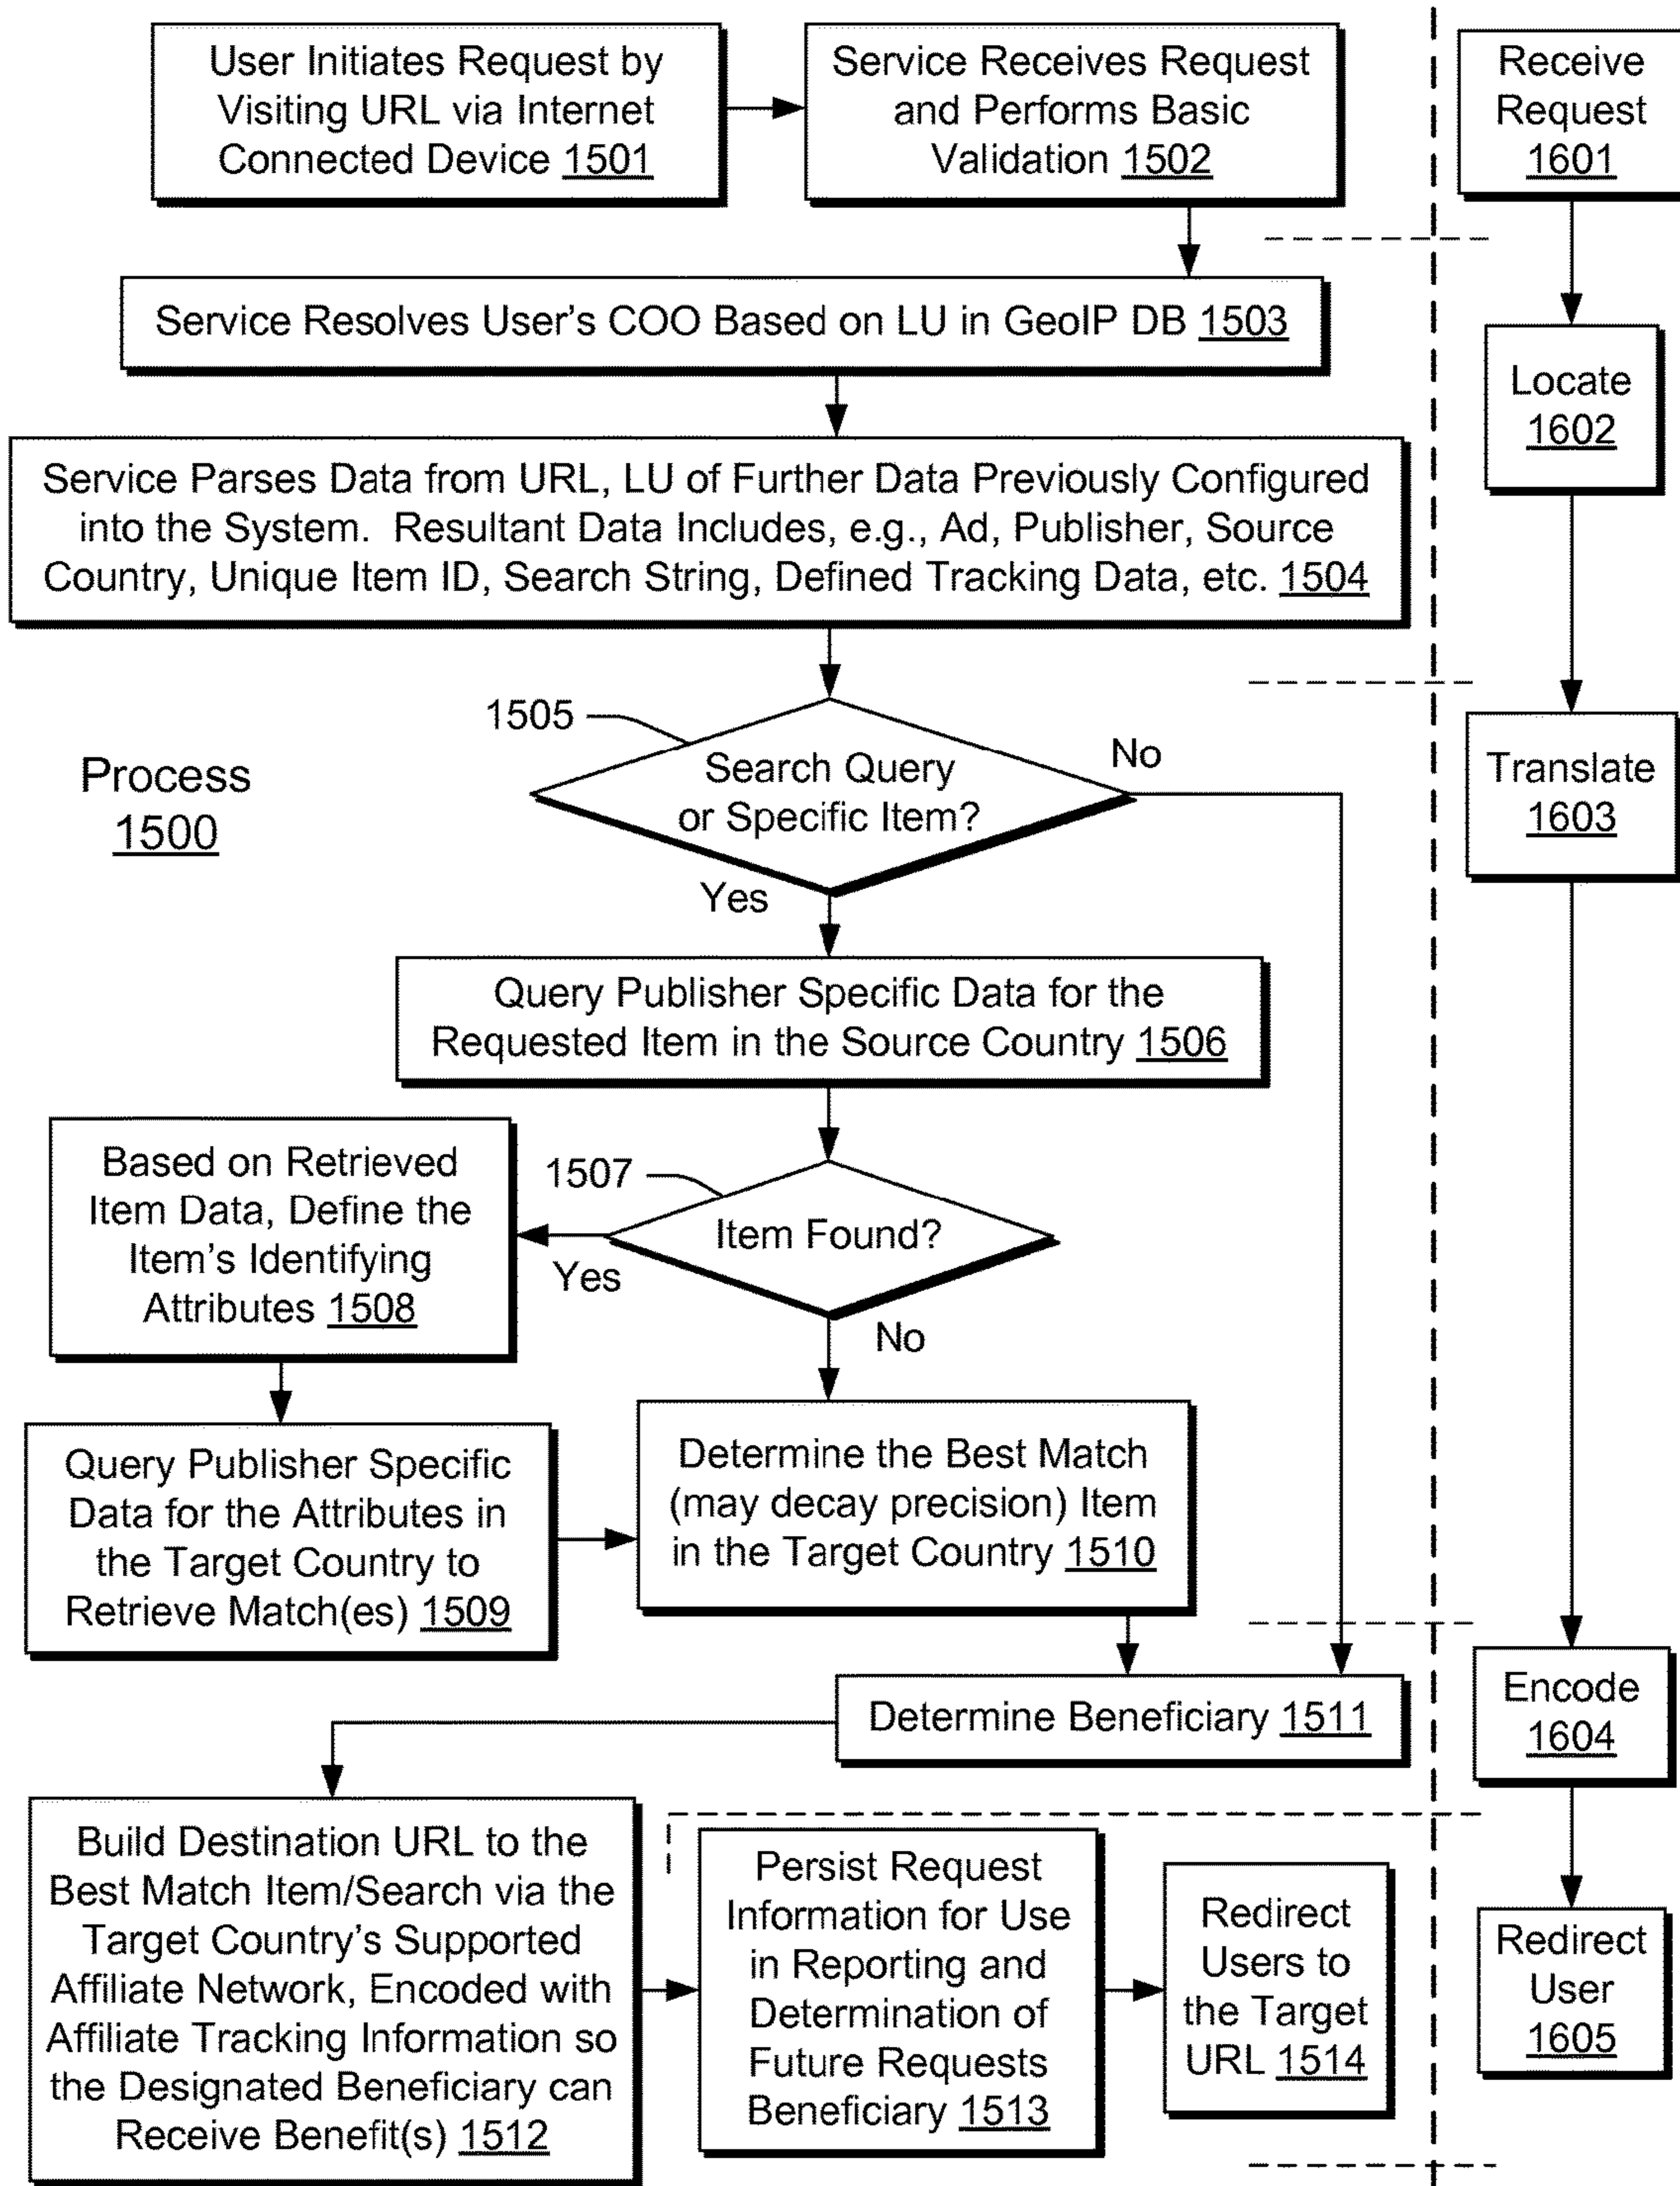 User Initiates Request by
Visiting URL via Internet
Connected Device 1501
Service Receives Request
and Performs Basic
Validation 1502
Service Resolves User's COO Based on LU in GeoIP DB 1503
Service Parses Data from URL, LU of Further Data Previously Configured
into the System. Resultant Data Includes, e.g., Ad, Publisher, Source
Country, Unique Item ID, Search String, Defined Tracking Data, etc. 1504
Process
1500
1505
Search Query
or Specific Item?
No
Yes
Query Publisher Specific Data for the
Requested Item in the Source Country 1506
1507
Item Found?
Yes
No
Based on Retrieved
Item Data, Define the
Item's Identifying
Attributes 1508
Query Publisher Specific
Data for the Attributes in
the Target Country to
Retrieve Match(es) 1509
Determine the Best Match
(may decay precision) Item
in the Target Country 1510
Determine Beneficiary 1511
Build Destination URL to the
Best Match Item/Search via the
Target Country's Supported
Affiliate Network, Encoded with
Affiliate Tracking Information so
the Designated Beneficiary can
Receive Benefit(s) 1512
Persist Request
Information for Use
in Reporting and
Determination of
Future Requests
Beneficiary 1513
Redirect
Users to
the Target
URL 1514
Receive
Request
1601
Locate
1602
Translate
1603
Encode
1604
Redirect
User
1605